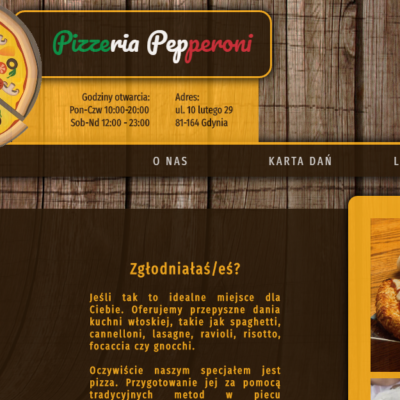 Pizzeria Pepperoni
Godziny otwarcia:
Pon-Czw 10:00-20:00
Sob-Nd 12:00 - 23:00
Adres:
ul. 10 lutego 29
81-164 Gdynia
O NAS
KARTA DAŃ
L
Zgłodniałaś/eś?
Jeśli tak to idealne miejsce dla
Ciebie. Oferujemy przepyszne dania
kuchni włoskiej, takie jak spaghetti,
cannelloni, lasagne, ravioli, risotto,
focaccia czy gnocchi.
Oczywiście naszym specjałem jest
pizza. Przygotowanie jej za pomocą
tradycyjnych metod w piecu